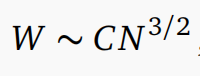 W ∼ CN^{3/2}